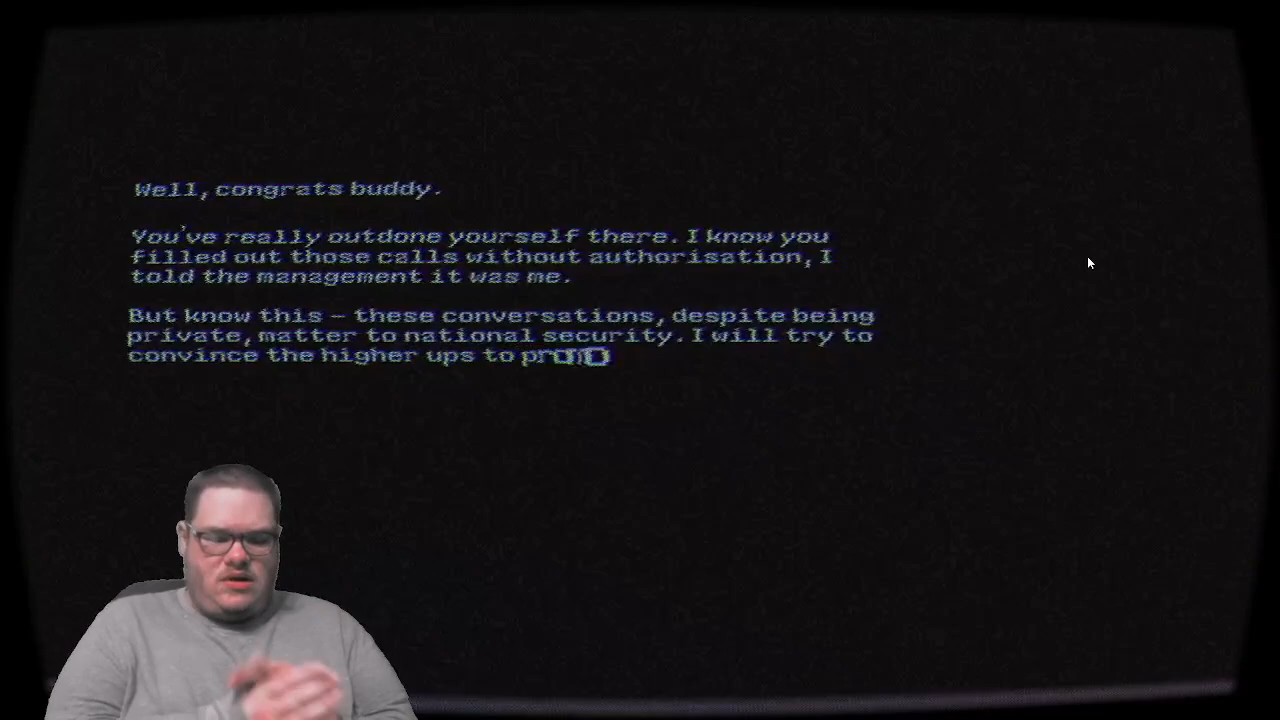 Well, congrats buddy.
You've really outdone yourself there. I know you
filled out those calls without authorisation, I
told the management it was me.
But know this – these conversations, despite being
private, matter to national security. I will try to
convince the higher ups to promo